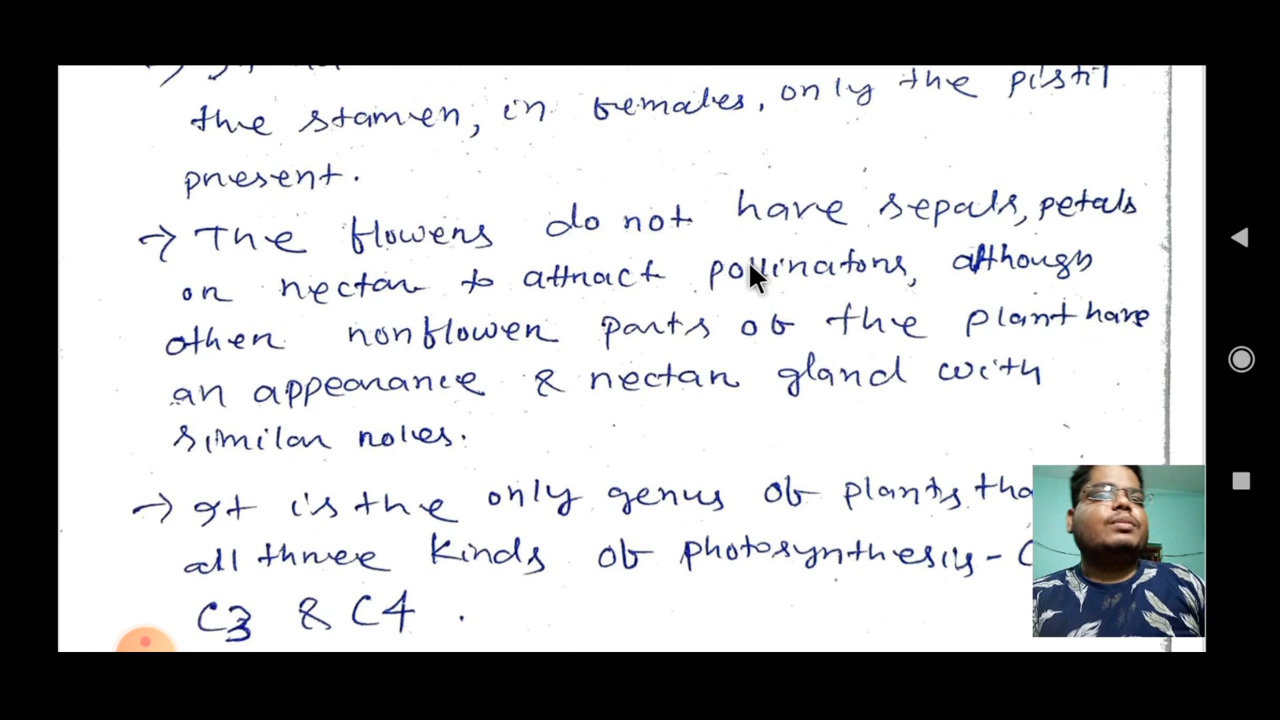 the stamen, in females, only the pistil
present.
→ The flowers do not have sepals, petals
or nectar to attract pollinators, although
other nonflower parts of the plant have
an appearance & nectar gland with
similar roles.
→ It is the only genus of plants
all three kinds of photosynthesis -
C3 & C4 .